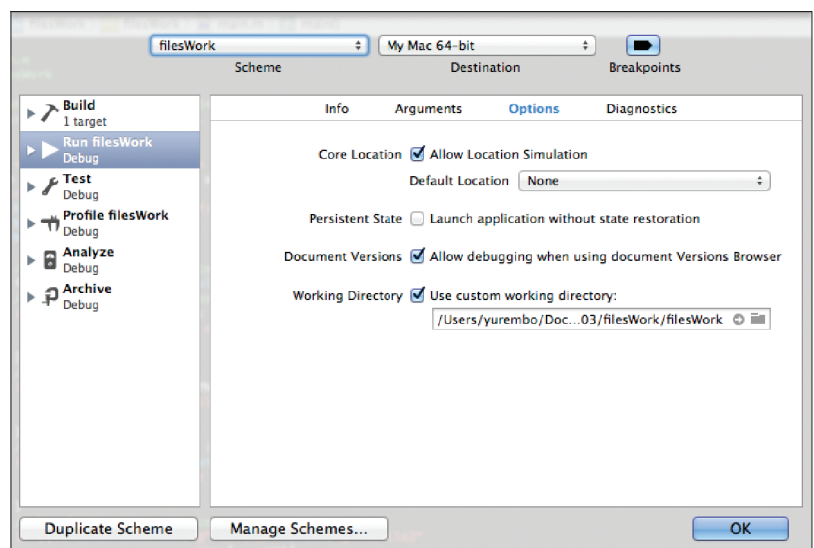 filesWork
My Mac 64-bit
Scheme
Destination
Breakpoints
Build
1 target
Run filesWork
Debug
Test
Debug
Profile filesWork
Debug
Analyze
Debug
Archive
Debug
Info Arguments Options Diagnostics
Core Location Allow Location Simulation
Default Location None
Persistent State Launch application without state restoration
Document Versions Allow debugging when using document Versions Browser
Working Directory Use custom working directory:
/Users/yurembo/Doc...03/filesWork/filesWork
Duplicate Scheme
Manage Schemes...
OK